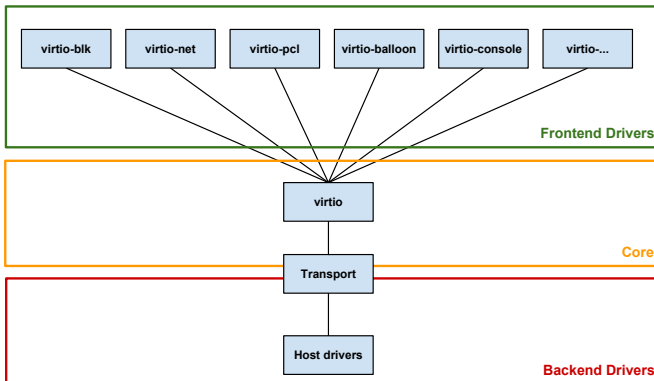 virtio-blk
virtio-net
virtio-pcl
virtio-balloon
virtio-console
virtio-...
Frontend Drivers
virtio
Core
Transport
Host drivers
Backend Drivers